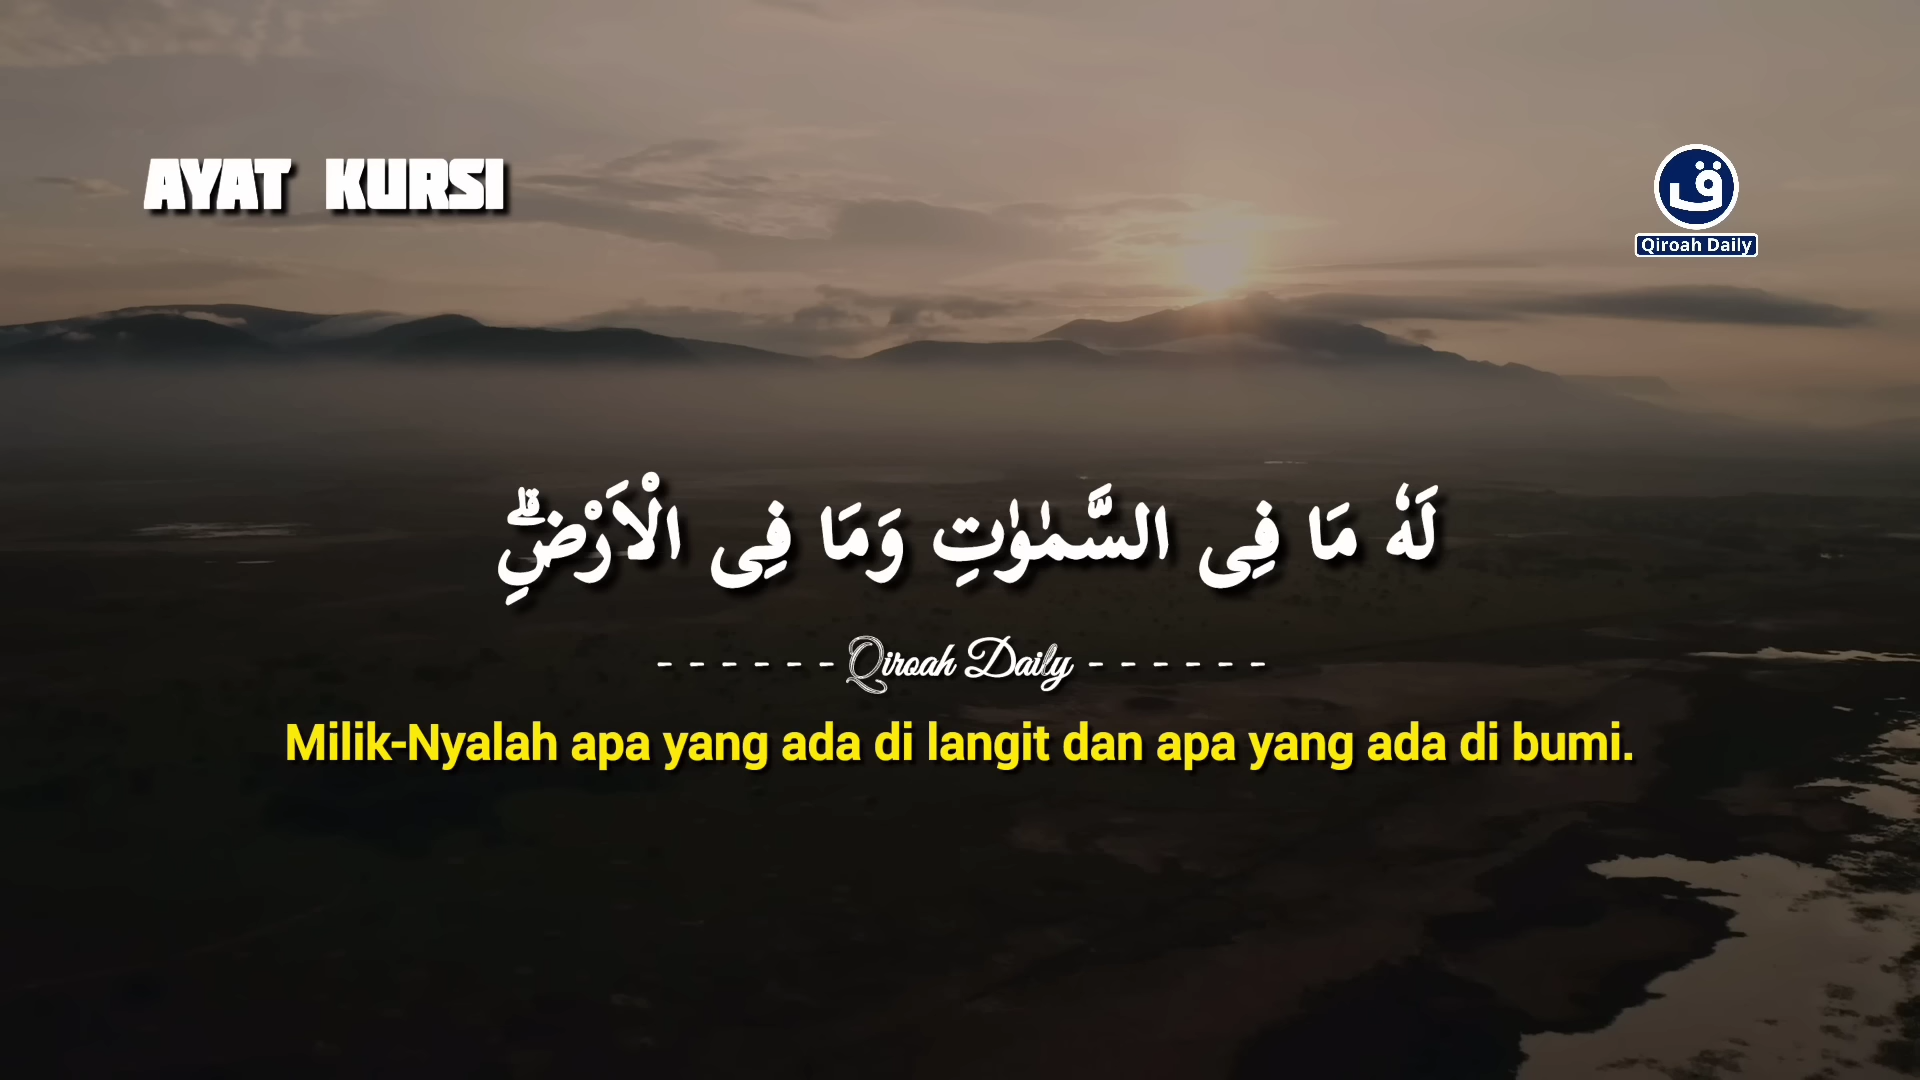 AYAT KURSI
ق
Qiroah Daily
لَهٗ مَا فِى السَّمٰوٰتِ وَمَا فِى الْاَرْضِۗ
- - - - - - Qiroah Daily - - - - - -
Milik-Nyalah apa yang ada di langit dan apa yang ada di bumi.